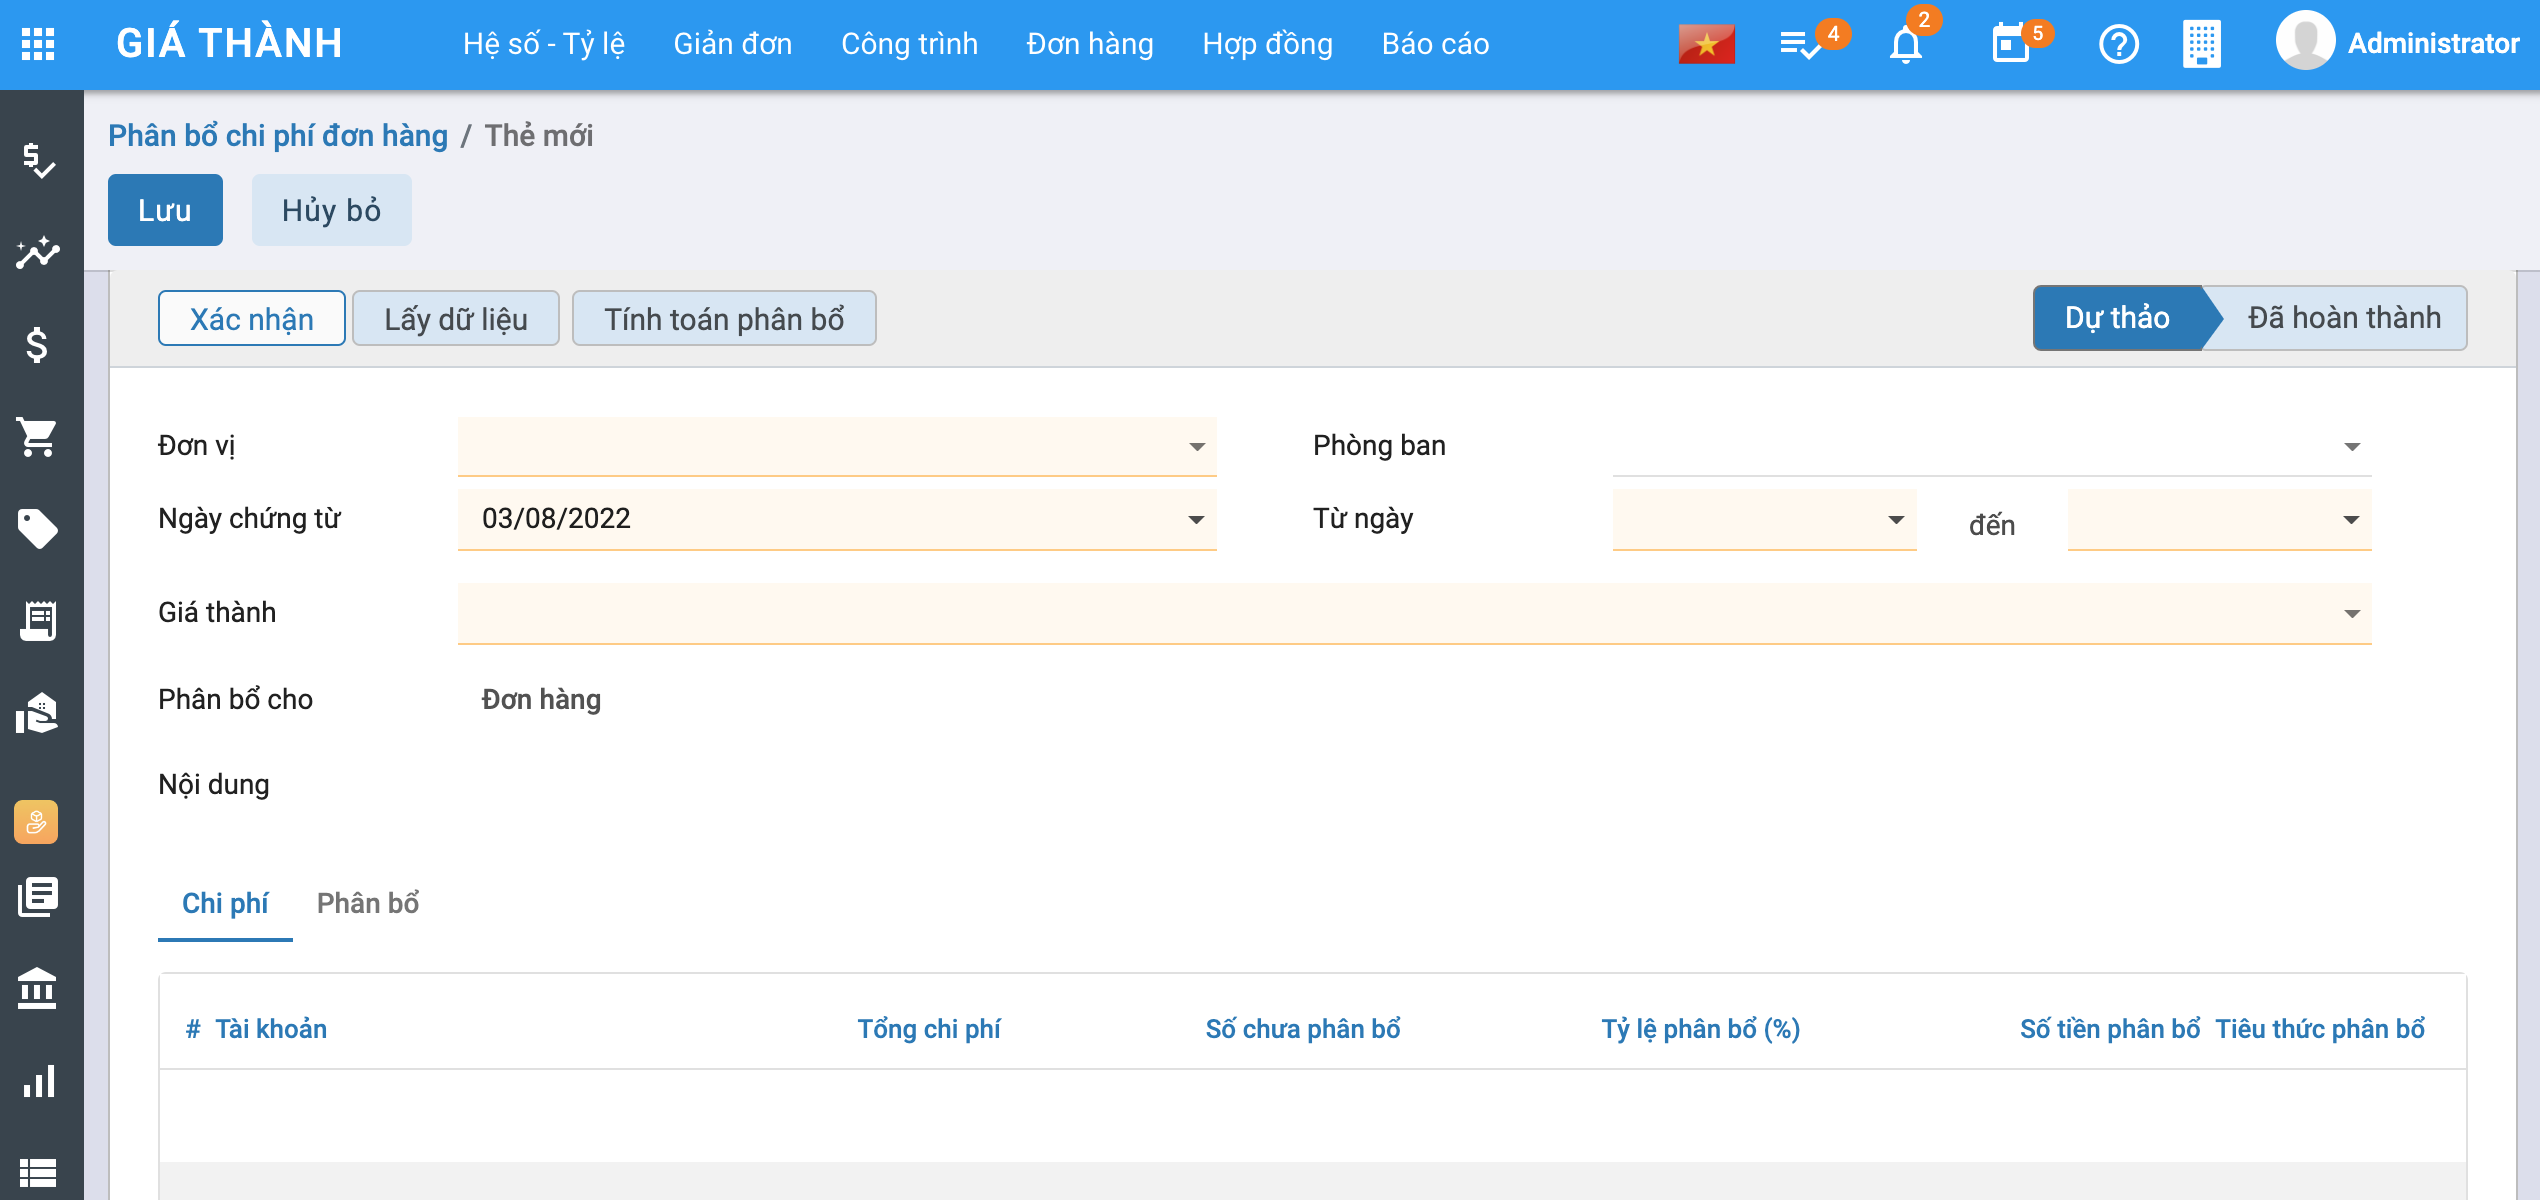 GIÁ THÀNH Hệ số - Tỷ lệ Giản đơn Công trình Đơn hàng Hợp đồng Báo cáo 4 2 5 Administrator
Phân bổ chi phí đơn hàng / Thẻ mới
Lưu Hủy bỏ
Xác nhận Lấy dữ liệu Tính toán phân bổ Dự thảo Đã hoàn thành
Đơn vị Phòng ban
Ngày chứng từ 03/08/2022 Từ ngày đến
Giá thành
Phân bổ cho Đơn hàng
Nội dung
Chi phí Phân bổ
# Tài khoản Tổng chi phí Số chưa phân bổ Tỷ lệ phân bổ (%) Số tiền phân bổ Tiêu thức phân bổ